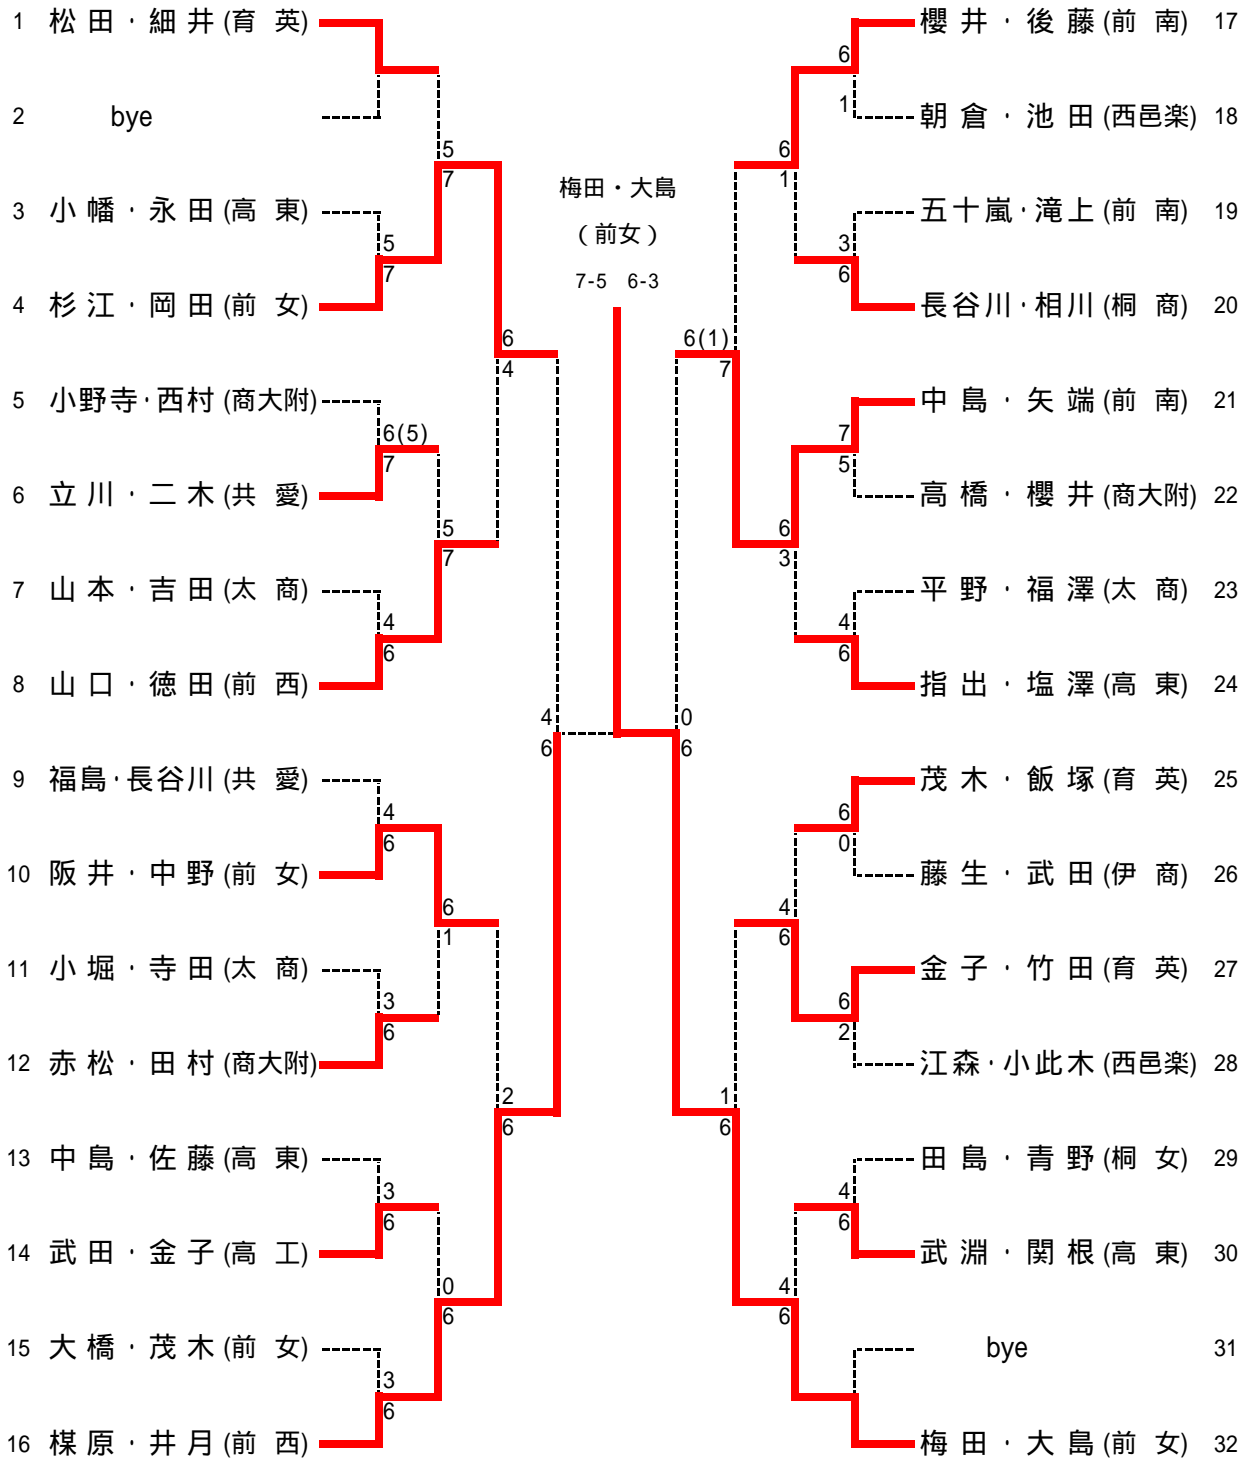 1 松田・細井(育 英)
2 bye
3 小幡・永田(高 東)
4 杉江・岡田(前 女)
5 小野寺・西村(商大附)
6 立川・二木(共 愛)
7 山本・吉田(太 商)
8 山口・徳田(前 西)
9 福島・長谷川(共 愛)
10 阪井・中野(前 女)
11 小堀・寺田(太 商)
12 赤松・田村(商大附)
13 中島・佐藤(高 東)
14 武田・金子(高 工)
15 大橋・茂木(前 女)
16 楳原・井月(前 西)
5
7
6(5)
7
4
6
4
6
3
6
3
6
3
6
5
7
5
7
6
1
0
6
6
4
2
6
4
6
梅田・大島
(前女)
7-5 6-3
0
6
6(1)
7
1
6
6
1
6
3
4
6
4
6
6
1
3
6
7
5
4
6
6
0
6
2
4
6
櫻井・後藤(前 南) 17
朝倉・池田(西邑楽) 18
五十嵐・滝上(前 南) 19
長谷川・相川(桐 商) 20
中島・矢端(前 南) 21
高橋・櫻井(商大附) 22
平野・福澤(太 商) 23
指出・塩澤(高 東) 24
茂木・飯塚(育 英) 25
藤生・武田(伊 商) 26
金子・竹田(育 英) 27
江森・小此木(西邑楽) 28
田島・青野(桐 女) 29
武淵・関根(高 東) 30
bye 31
梅田・大島(前 女) 32